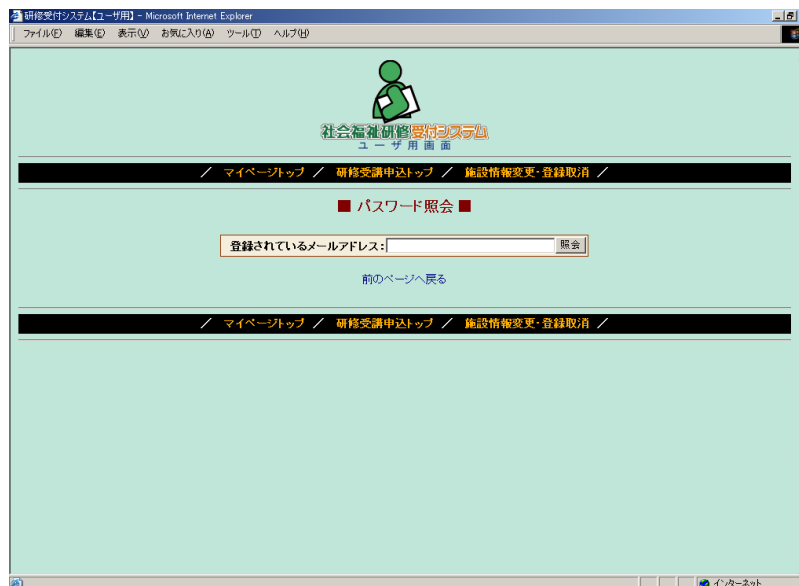 研修受付システム【ユーザ用】 - Microsoft Internet Explorer
ファイル(F) 編集(E) 表示(V) お気に入り(A) ツール(T) ヘルプ(H)
社会福祉研修受付システム
ユーザ用画面
／ マイページトップ ／ 研修受講申込トップ ／ 施設情報変更・登録取消 ／
■ パスワード照会 ■
登録されているメールアドレス： 照会
前のページへ戻る
／ マイページトップ ／ 研修受講申込トップ ／ 施設情報変更・登録取消 ／
インターネット